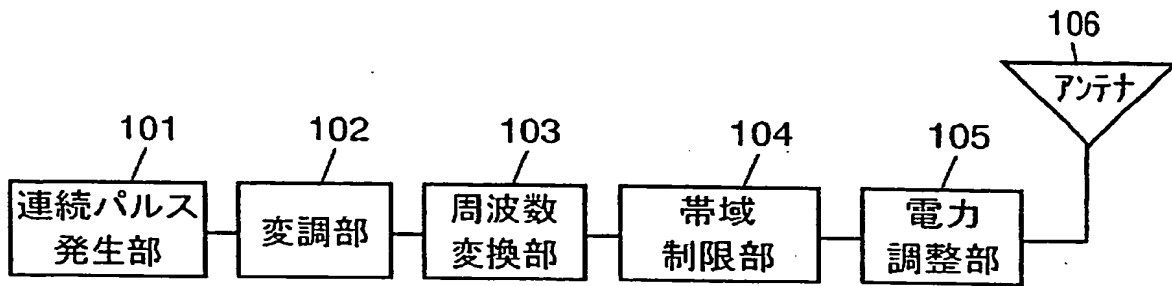 106
アンテナ
101
102
103
104
105
連続パルス
発生部
変調部
周波数
変換部
帯域
制限部
電力
調整部